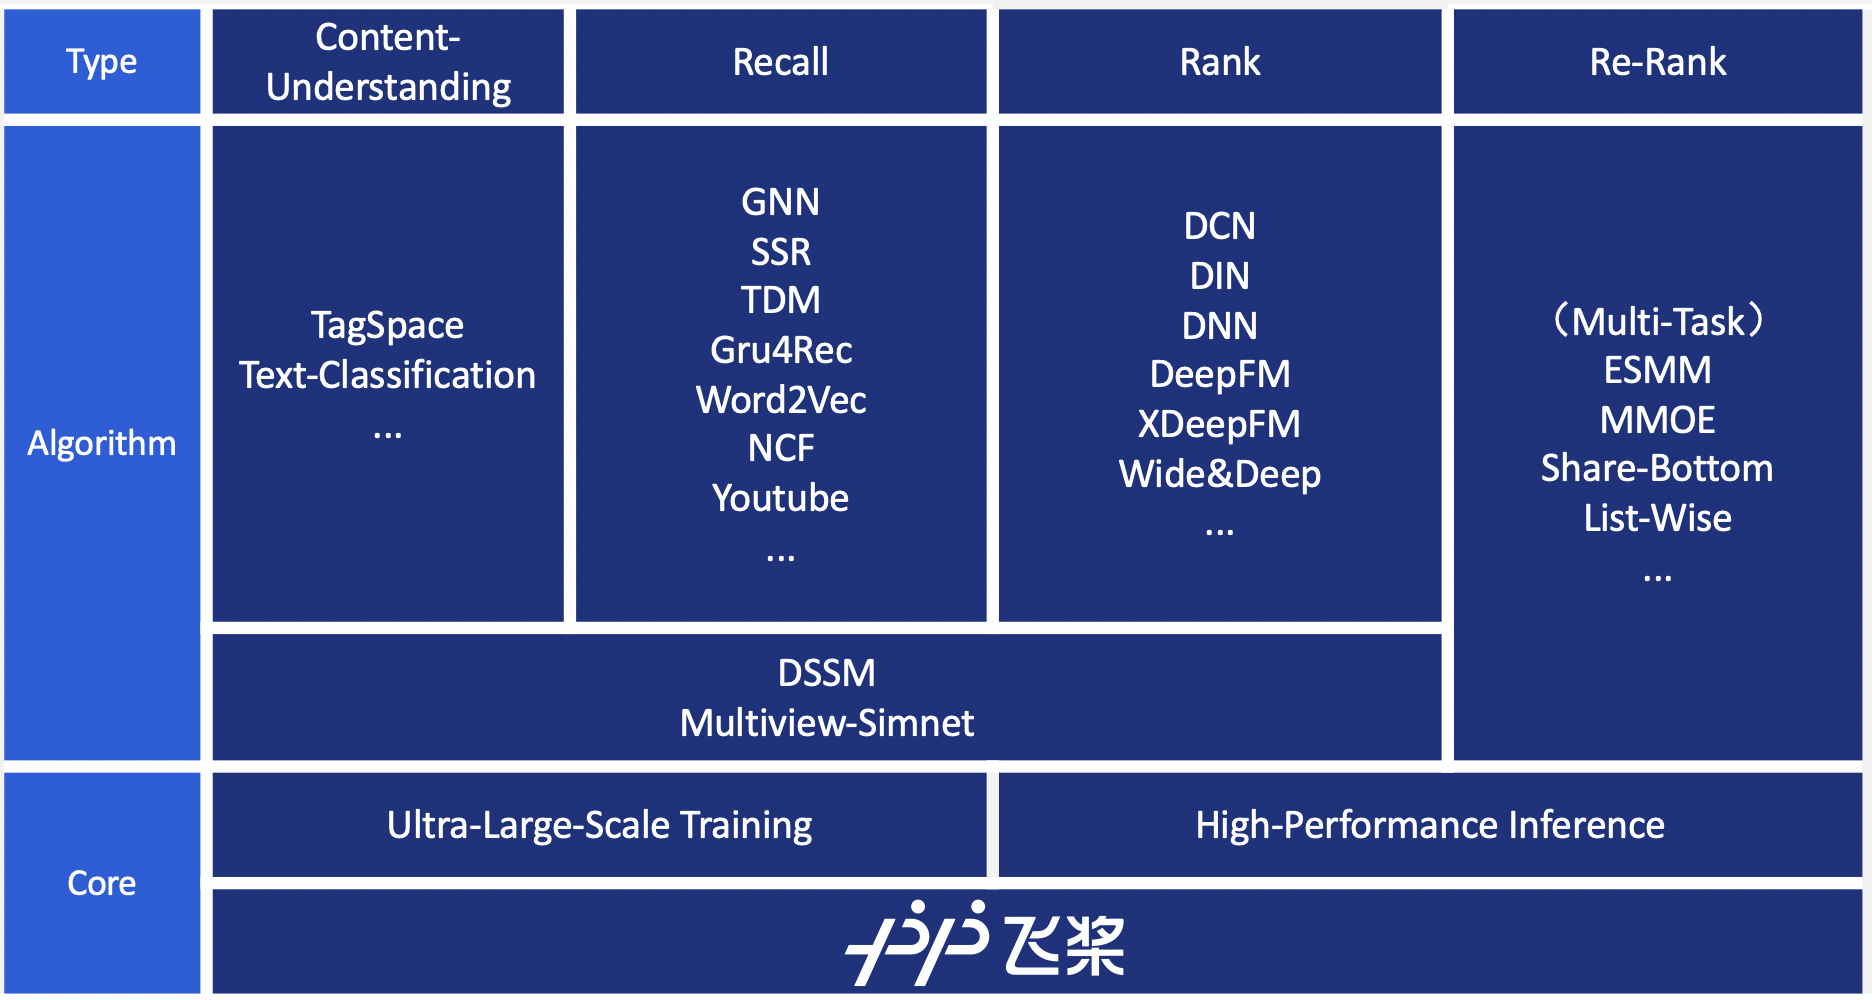 Type
Content-
Understanding
Recall
Rank
Re-Rank
Algorithm
TagSpace
Text-Classification
...
GNN
SSR
TDM
Gru4Rec
Word2Vec
NCF
Youtube
...
DCN
DIN
DNN
DeepFM
XDeepFM
Wide&Deep
...
（Multi-Task）
ESMM
MMOE
Share-Bottom
List-Wise
...
DSSM
Multiview-Simnet
Core
Ultra-Large-Scale Training
High-Performance Inference
飞桨